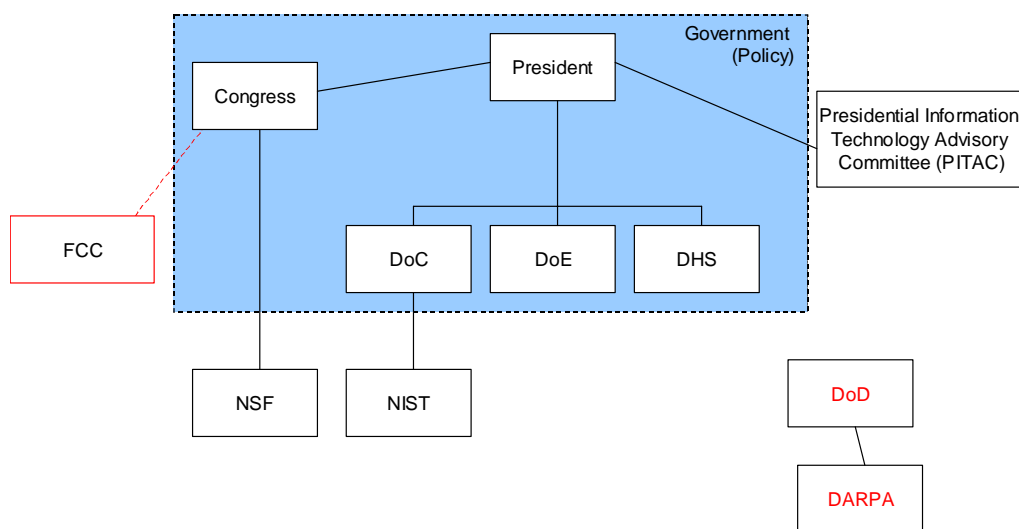 Government
(Policy)
President
Congress
Presidential Information
Technology Advisory
Committee (PITAC)
FCC
DoC
DoE
DHS
NSF
NIST
DoD
DARPA